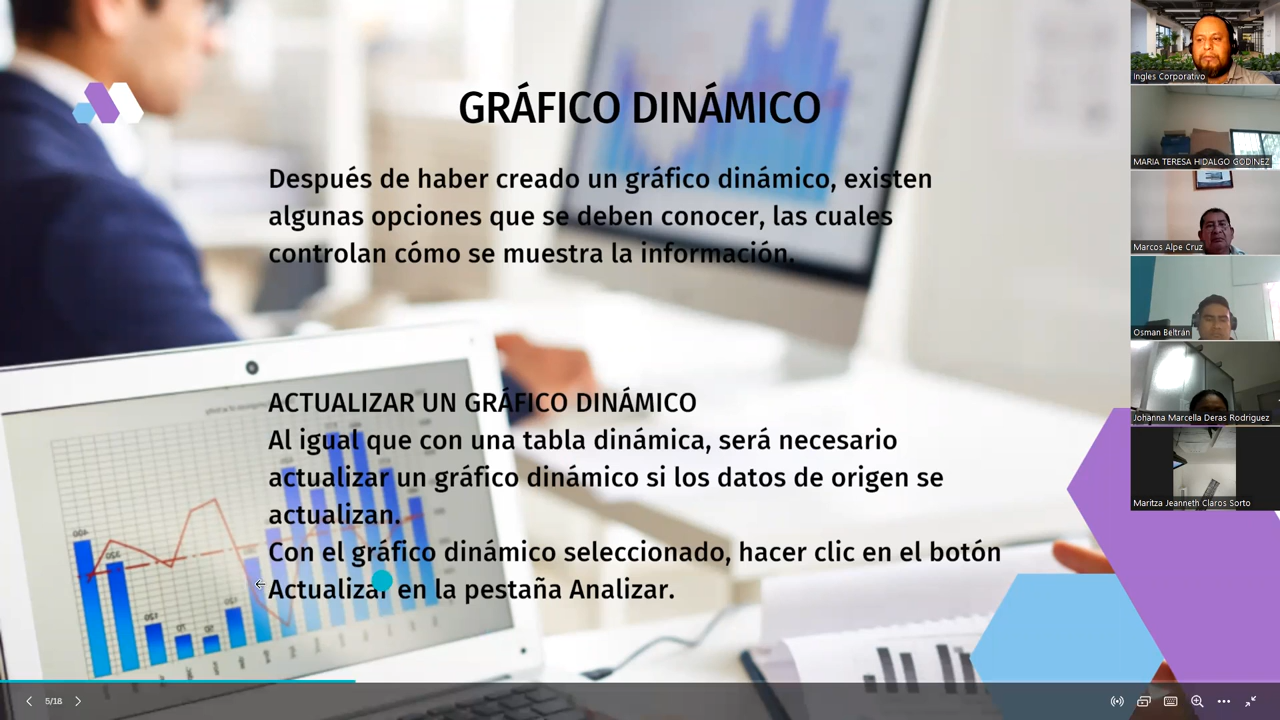 GRÁFICO DINÁMICO
Después de haber creado un gráfico dinámico, existen
algunas opciones que se deben conocer, las cuales
controlan cómo se muestra la información.
ACTUALIZAR UN GRÁFICO DINÁMICO
Al igual que con una tabla dinámica, será necesario
actualizar un gráfico dinámico si los datos de origen se
actualizan.
Con el gráfico dinámico seleccionado, hacer clic en el botón
Actualizar en la pestaña Analizar.
Ingles Corporativo
MARIA TERESA HIDALGO GODINEZ
Marcos Alpe Cruz
Osman Beltrán
Johanna Marcella Deras Rodriguez
Maritza Jeanneth Claros Sorto
5/18